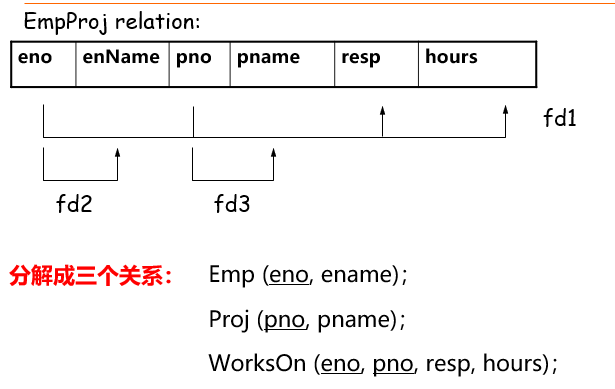 EmpProj relation:
eno enName pno pname resp hours
fd1
fd2 fd3
分解成三个关系： Emp (eno, ename)；
Proj (pno, pname)；
WorksOn (eno, pno, resp, hours)；